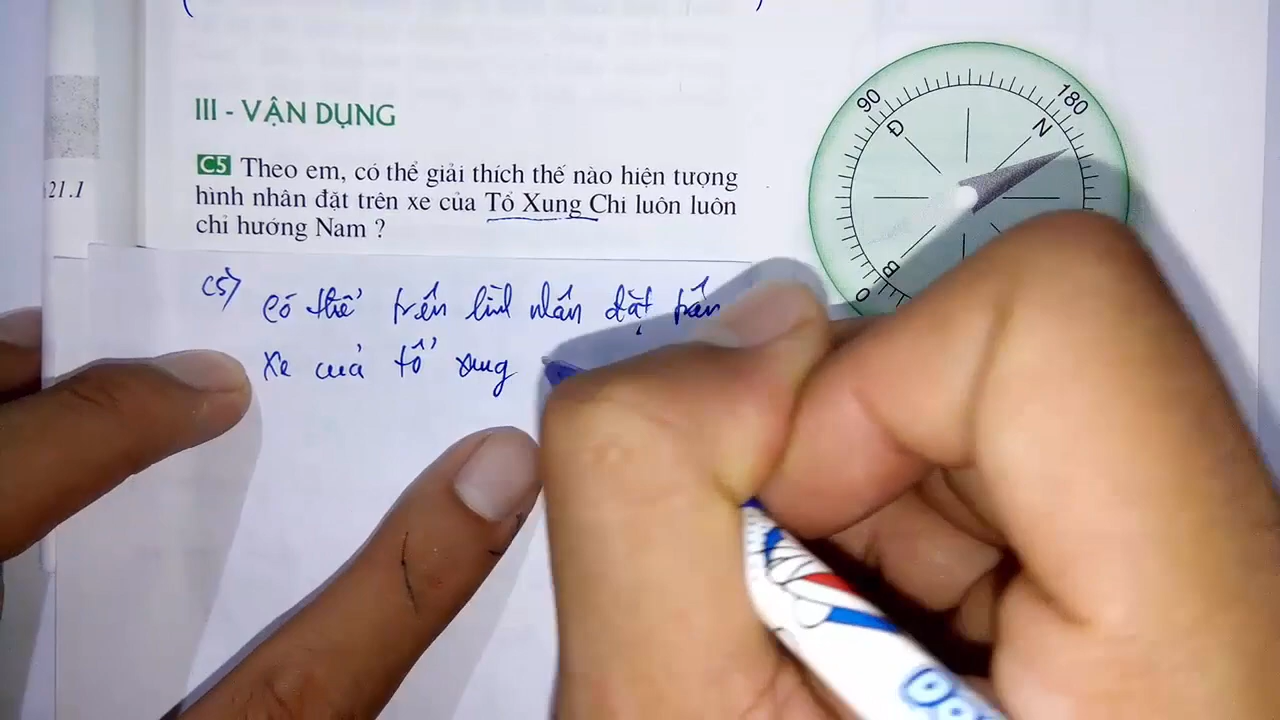 III - VẬN DỤNG
C5 Theo em, có thể giải thích thế nào hiện tượng
hình nhân đặt trên xe của Tổ Xung Chi luôn luôn
chỉ hướng Nam ?
21.1
C5) có thể trên hình nhân đặt trên
xe của tổ xung
90
180
Đ
N
B
0